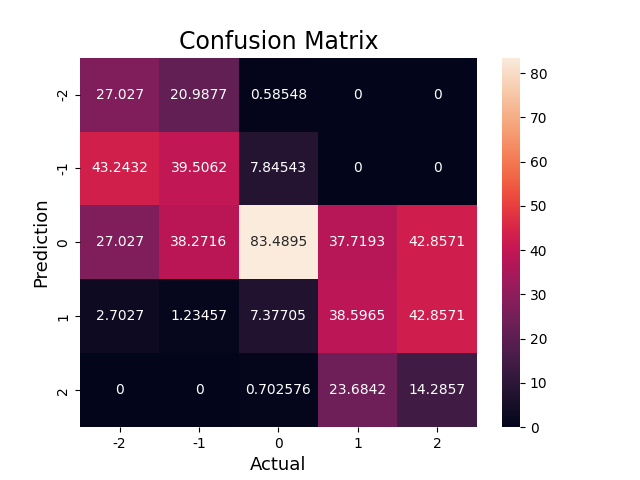 Confusion Matrix
-2 27.027 20.9877 0.58548 0 0 80
70
-1 43.2432 39.5062 7.84543 0 0 60
50
Prediction
0 27.027 38.2716 83.4895 37.7193 42.8571 40
30
1 2.7027 1.23457 7.37705 38.5965 42.8571 20
2 0 0 0.702576 23.6842 14.2857 10
0
-2 -1 0 1 2
Actual